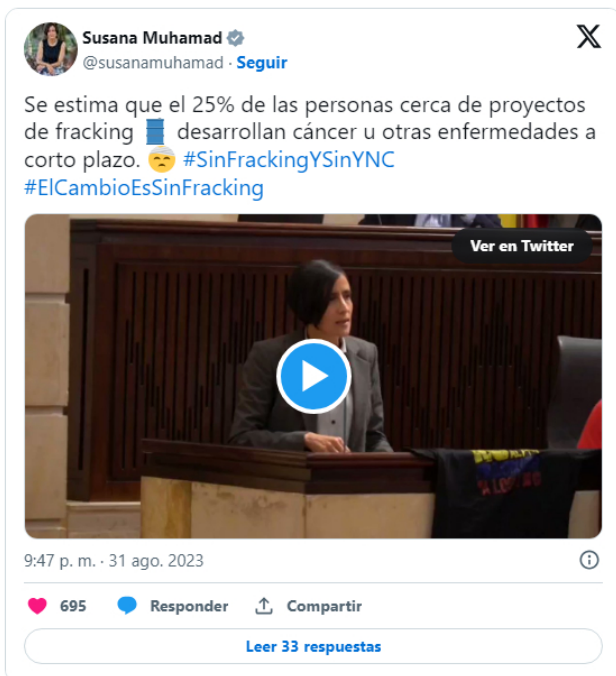 Susana Muhamad
@susanamuhamad · Seguir
Se estima que el 25% de las personas cerca de proyectos
de fracking 🛢️ desarrollan cáncer u otras enfermedades a
corto plazo. 🤕 #SinFrackingYSinYNC
#ElCambioEsSinFracking
Ver en Twitter
9:47 p. m. · 31 ago. 2023
695 Responder Compartir
Leer 33 respuestas